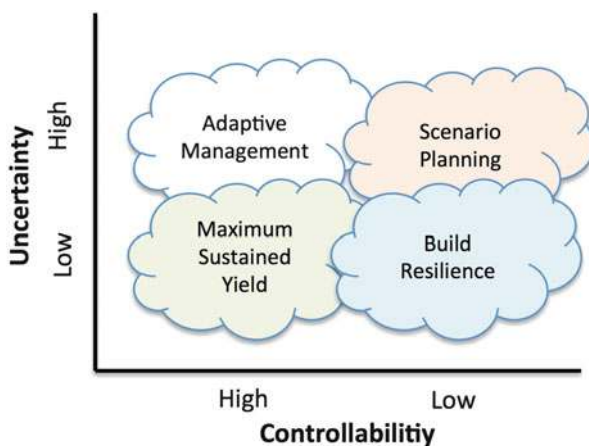 Uncertainty
High
Low
Adaptive
Management
Scenario
Planning
Maximum
Sustained
Yield
Build
Resilience
High
Low
Controllabilitiy